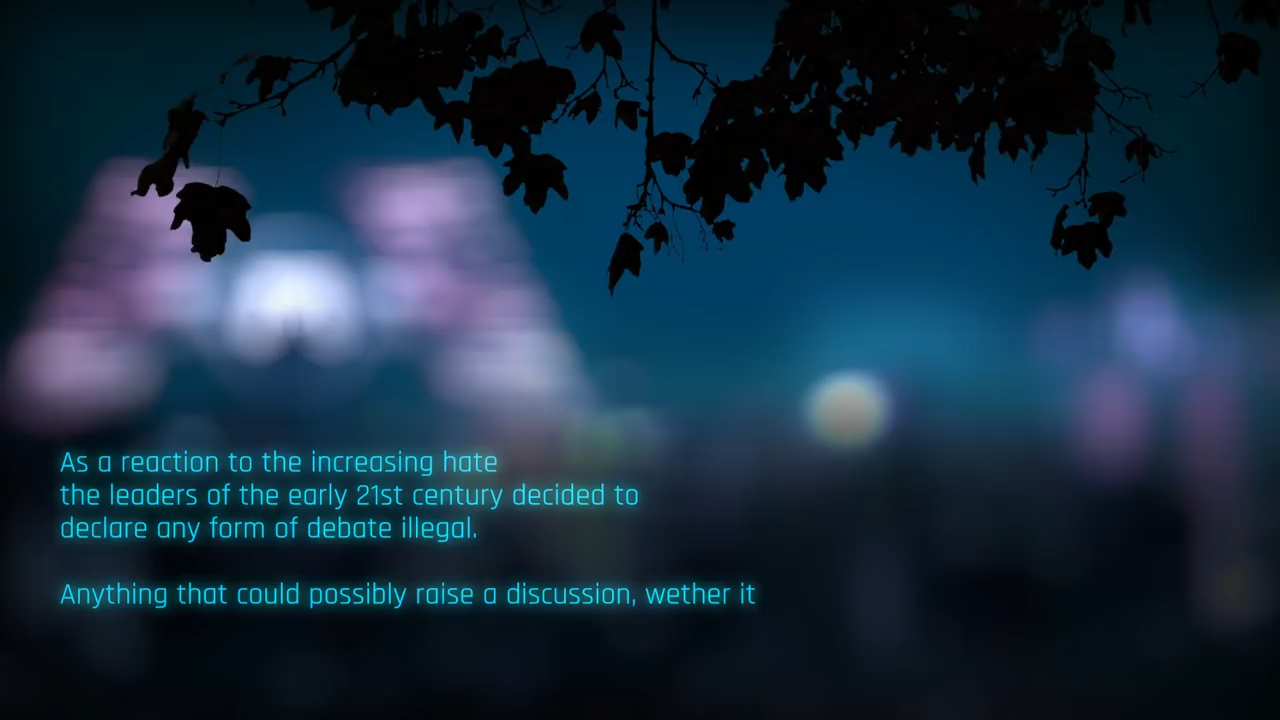 As a reaction to the increasing hate
the leaders of the early 21st century decided to
declare any form of debate illegal.
Anything that could possibly raise a discussion, wether it